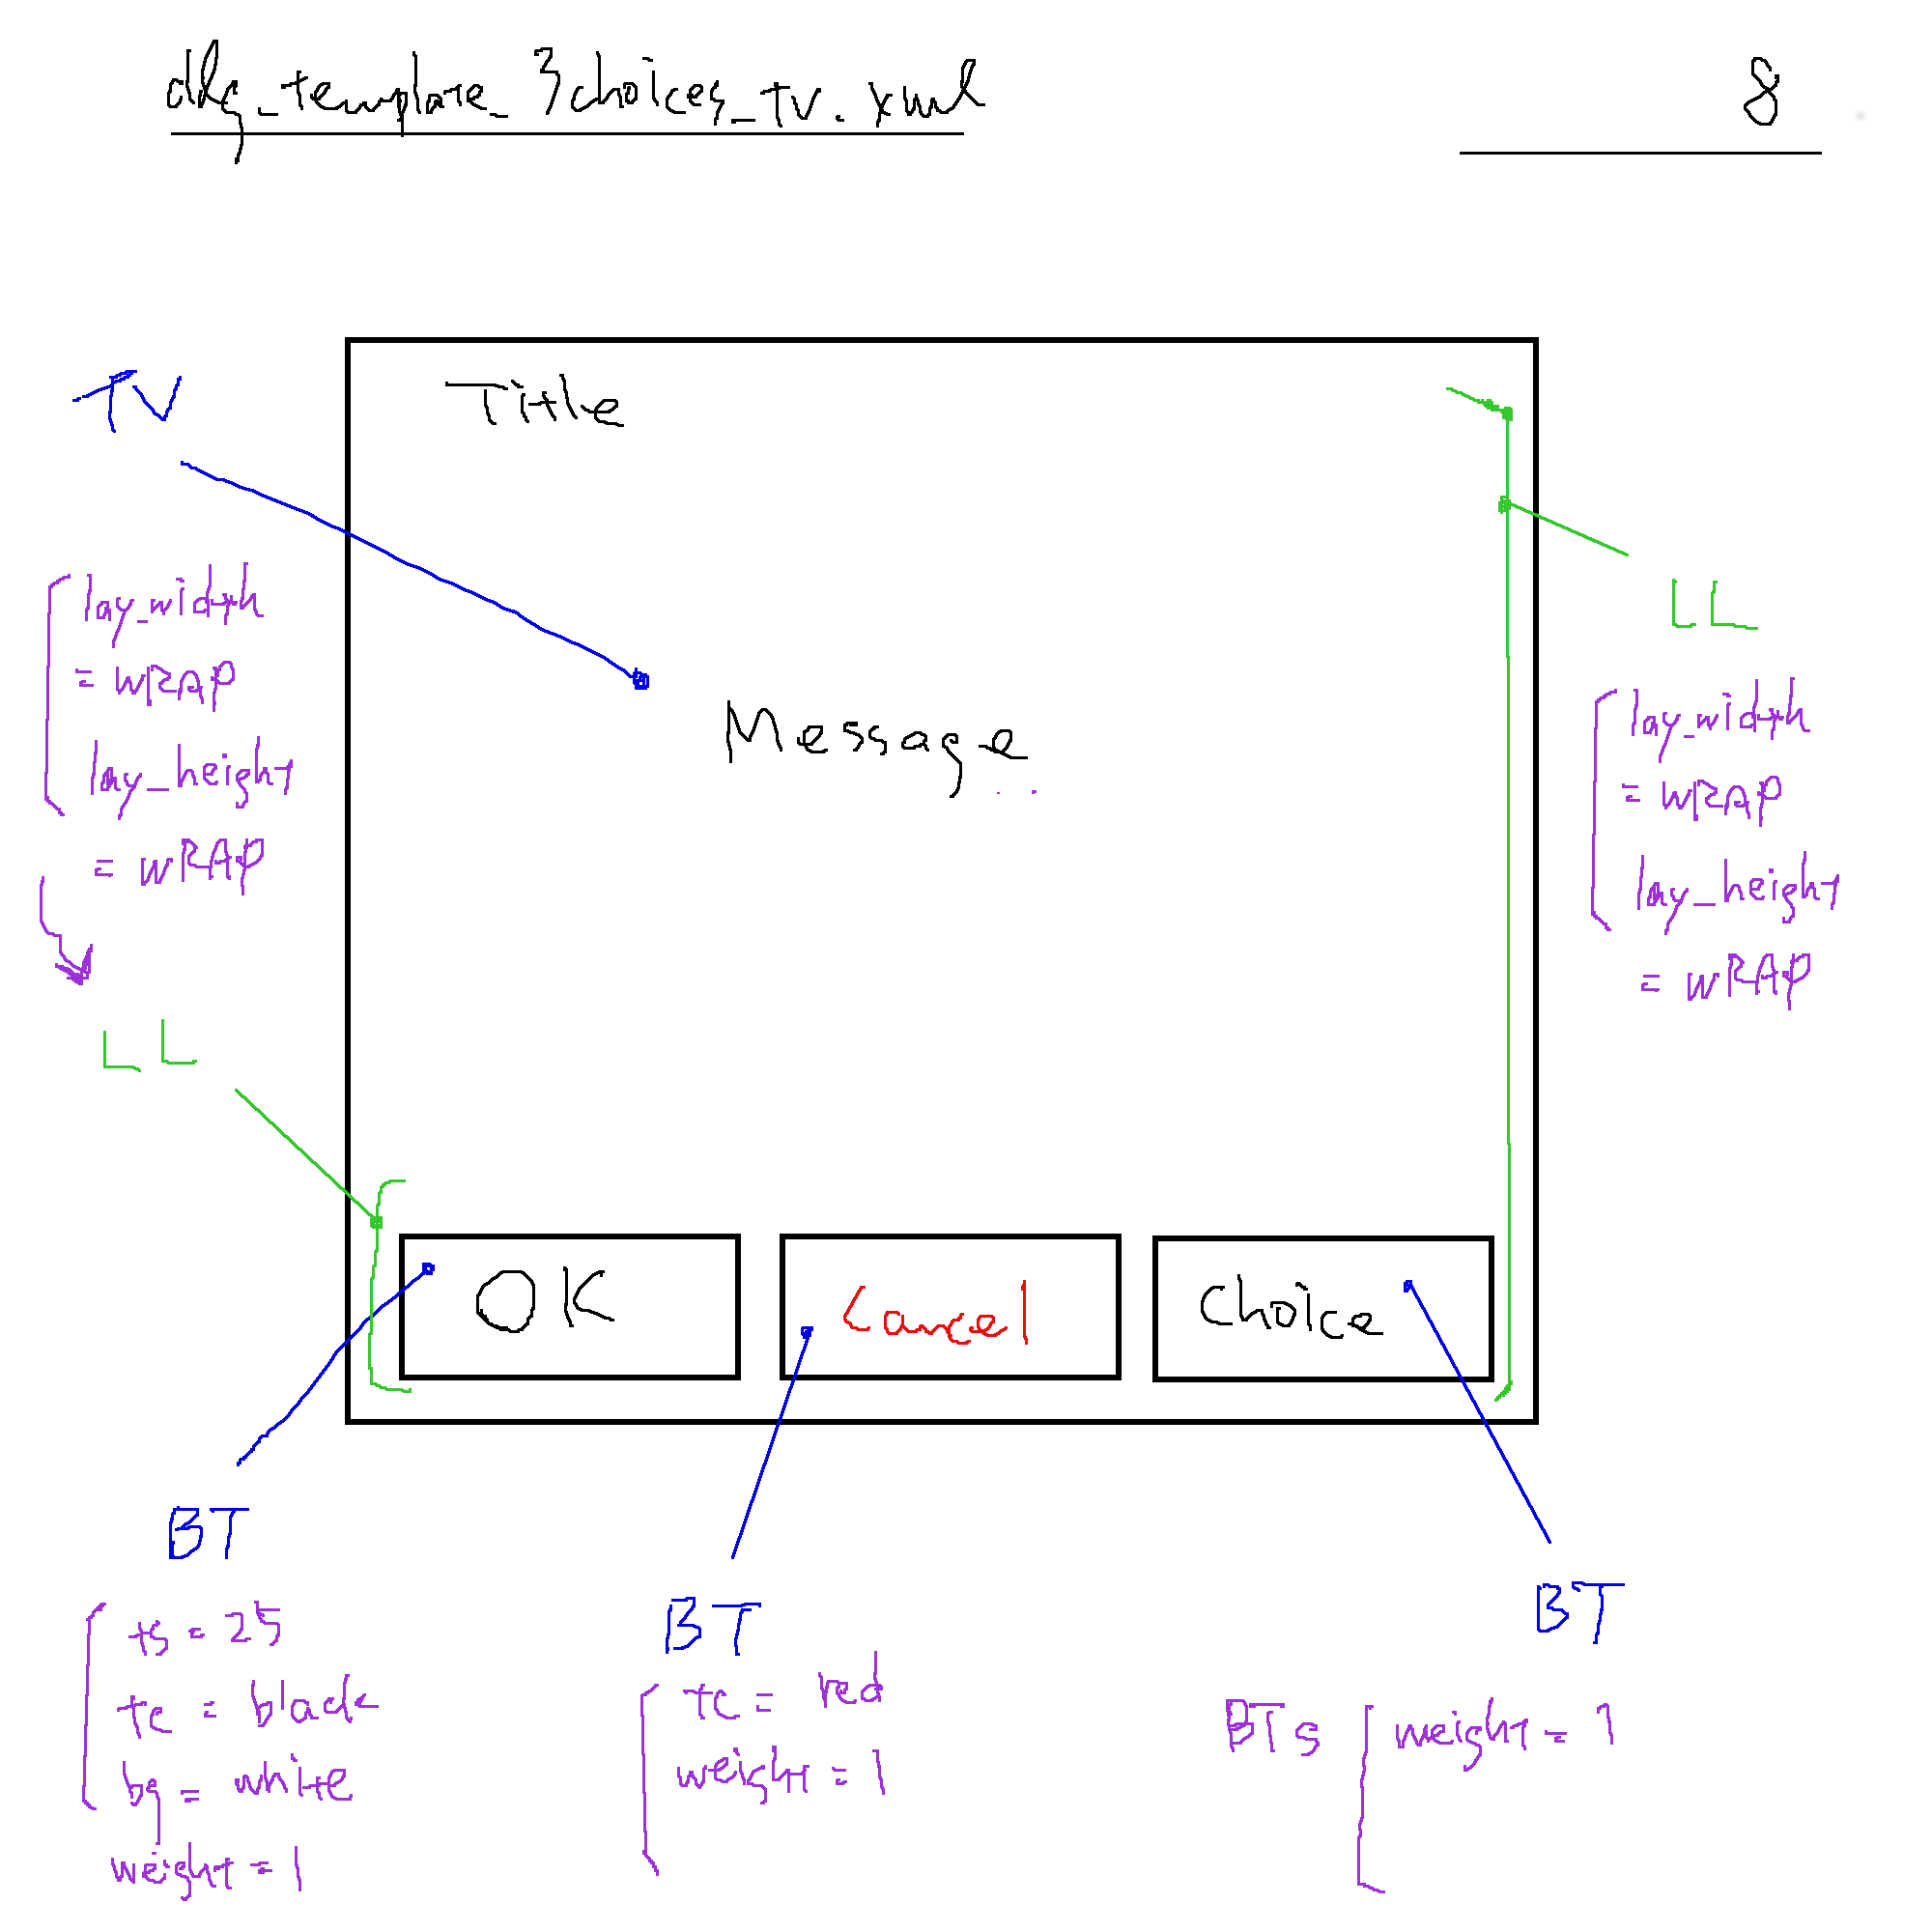 dlg_template_3choices_tv.xml
8
TV
Title
lay_width
= WRAP
lay_height
= WRAP
LL
lay_width
= WRAP
lay_height
= WRAP
Message
LL
OK
Cancel
Choice
BT
ts = 25
tc = black
bg = white
weight = 1
BT
tc = red
weight = 1
BT
BTs
weight = 1